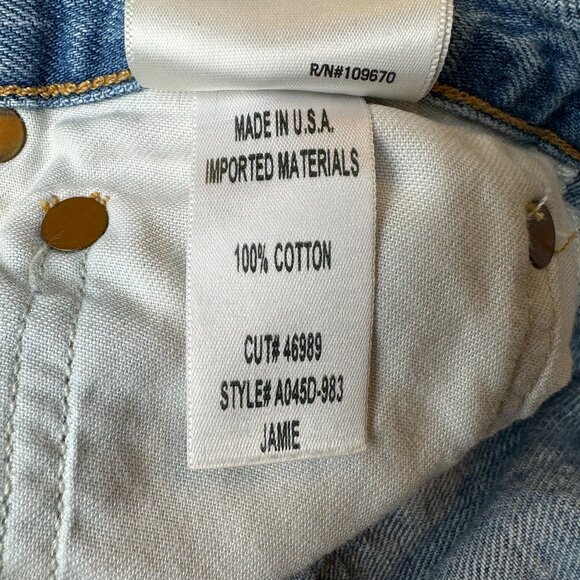 R/N#109670
MADE IN U.S.A.
IMPORTED MATERIALS
100% COTTON
CUT# 46989
STYLE# A045D-983
JAMIE